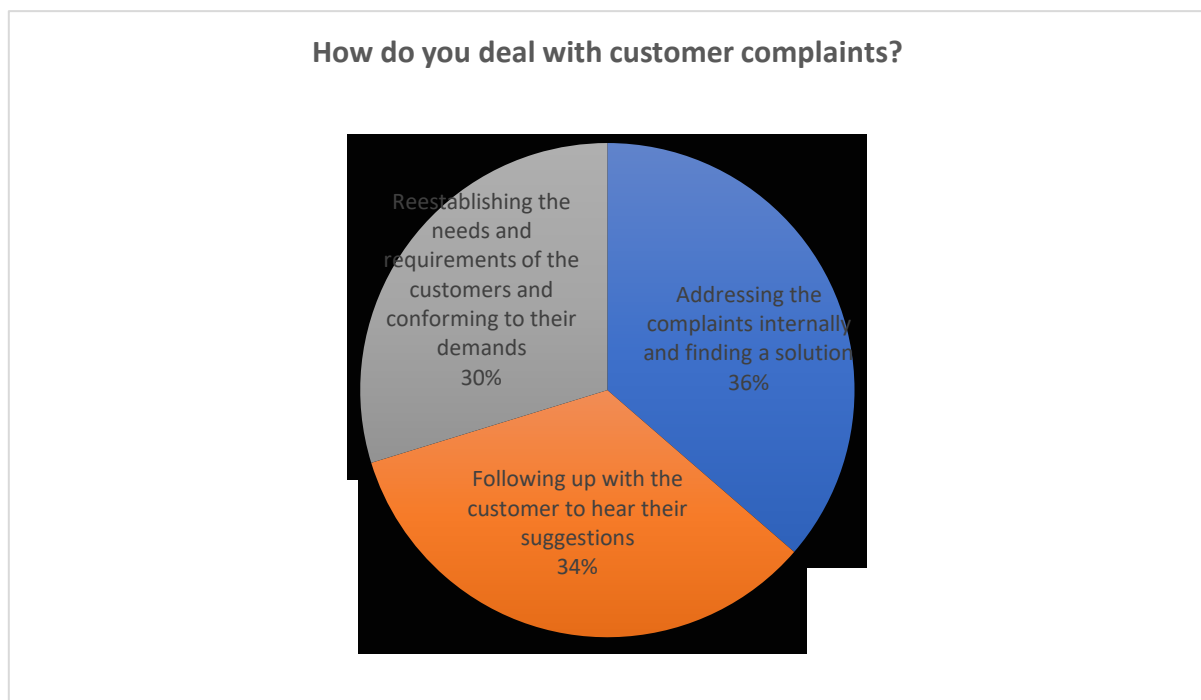 How do you deal with customer complaints?
Reestablishing the
needs and
requirements of the
customers and
conforming to their
demands
30%
Addressing the
complaints internally
and finding a solution
36%
Following up with the
customer to hear their
suggestions
34%